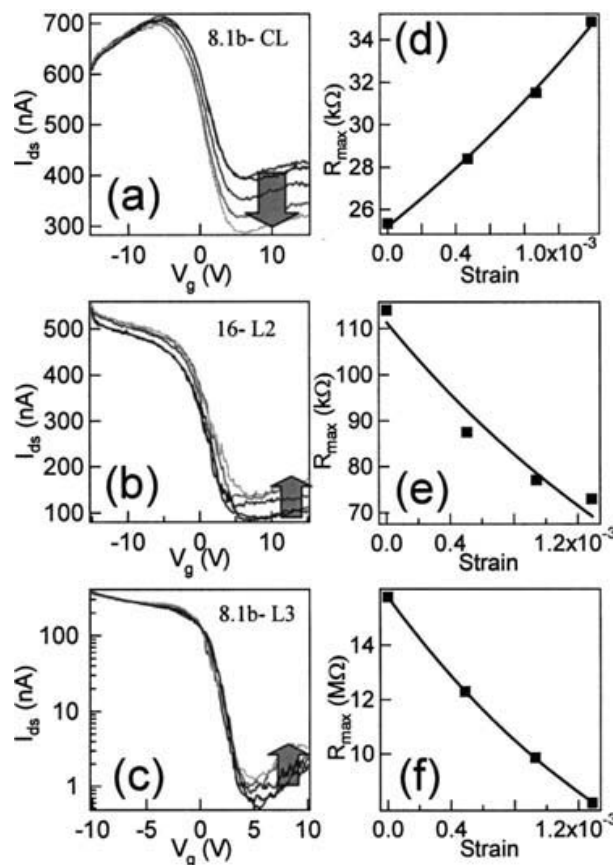 700
600
500
400
300
I_ds (nA)
8.1b- CL
(a)
-10 0 10
V_g (V)
34
32
30
28
26
R_max (kΩ)
(d)
0.0 0.4 1.0x10⁻³
Strain
500
400
300
200
100
I_ds (nA)
16- L2
(b)
-10 0 10
V_g (V)
110
100
90
80
70
R_max (kΩ)
(e)
0.0 0.4 1.2x10⁻³
Strain
100
10
1
I_ds (nA)
8.1b- L3
(c)
-10 -5 0 5 10
V_g (V)
14
12
10
R_max (MΩ)
(f)
0.0 0.4 1.2x10⁻³
Strain